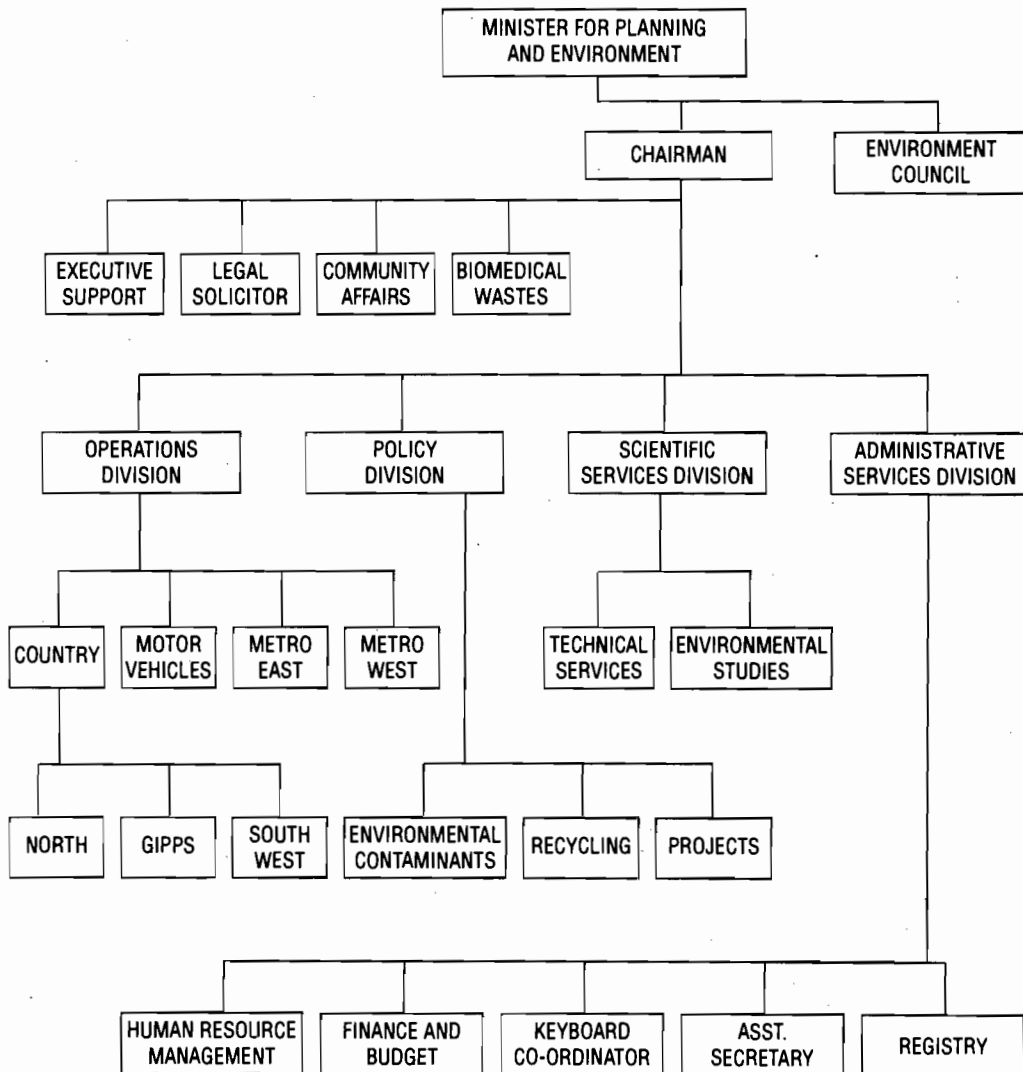 MINISTER FOR PLANNING
AND ENVIRONMENT
CHAIRMAN
ENVIRONMENT
COUNCIL
EXECUTIVE
SUPPORT
LEGAL
SOLICITOR
COMMUNITY
AFFAIRS
BIOMEDICAL
WASTES
OPERATIONS
DIVISION
POLICY
DIVISION
SCIENTIFIC
SERVICES DIVISION
ADMINISTRATIVE
SERVICES DIVISION
COUNTRY
MOTOR
VEHICLES
METRO
EAST
METRO
WEST
TECHNICAL
SERVICES
ENVIRONMENTAL
STUDIES
NORTH
GIPPS
SOUTH
WEST
ENVIRONMENTAL
CONTAMINANTS
RECYCLING
PROJECTS
HUMAN RESOURCE
MANAGEMENT
FINANCE AND
BUDGET
KEYBOARD
CO-ORDINATOR
ASST.
SECRETARY
REGISTRY